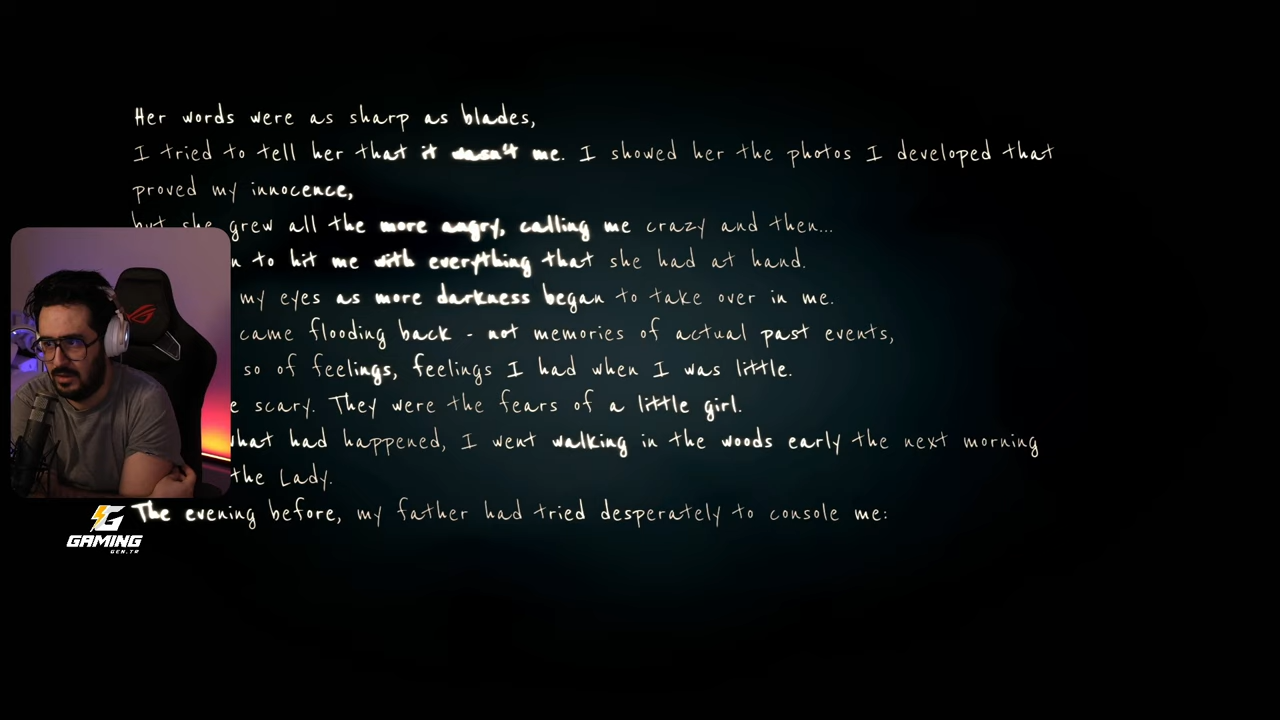 Her words were as sharp as blades,
I tried to tell her that it wasn't me. I showed her the photos I developed that
proved my innocence,
but she grew all the more angry, calling me crazy and then...
to hit me with everything that she had at hand.
my eyes as more darkness began to take over in me.
came flooding back - not memories of actual past events,
so of feelings, feelings I had when I was little.
scary. They were the fears of a little girl.
what had happened, I went walking in the woods early the next morning
the Lady.
The evening before, my father had tried desperately to console me:
GAMING
GEN.TR